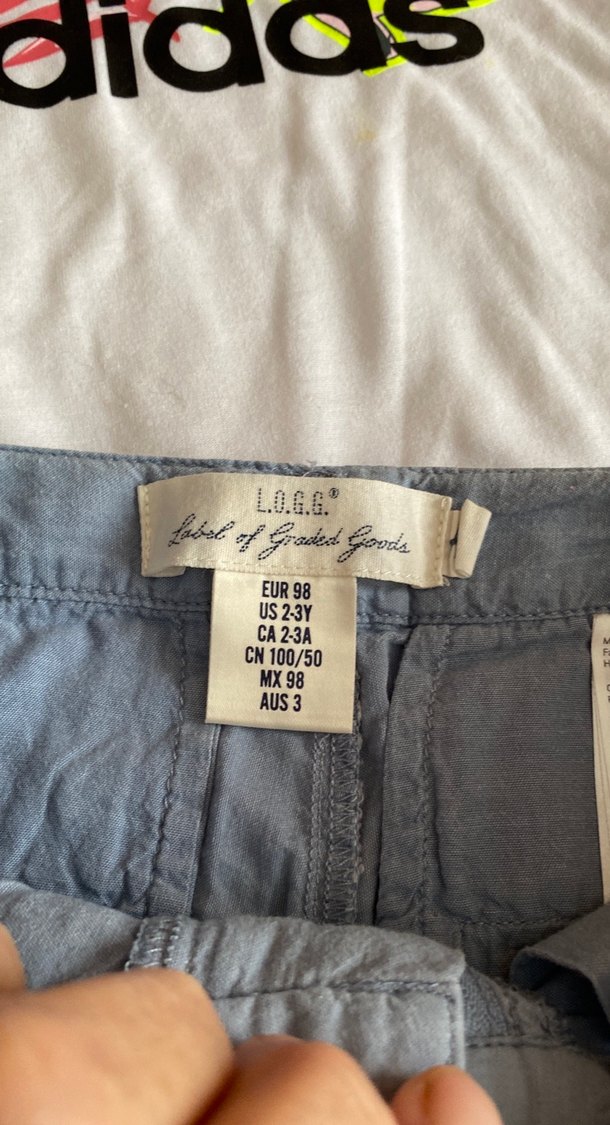 adidas
L.O.G.G.®
Label of Graded Goods
EUR 98
US 2-3Y
CA 2-3A
CN 100/50
MX 98
AUS 3